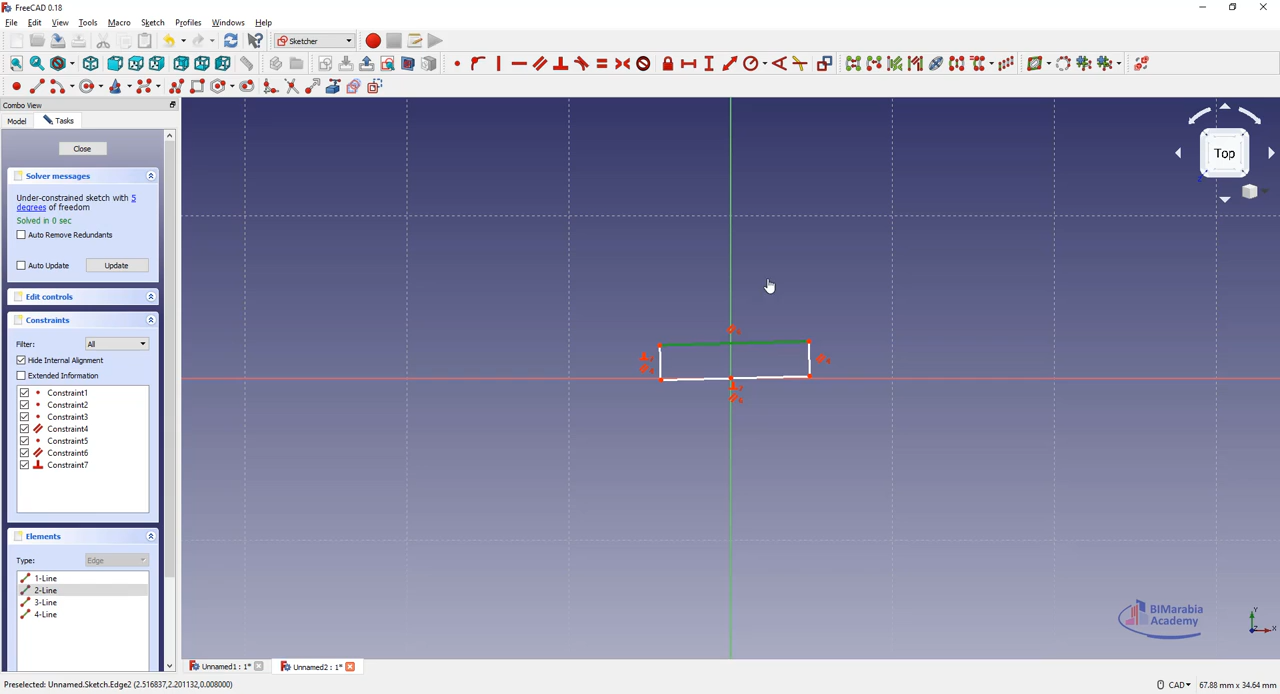 FreeCAD 0.18
File Edit View Tools Macro Sketch Profiles Windows Help
Sketcher
Combo View
Model Tasks
Close
Solver messages
Under-constrained sketch with 5
degrees of freedom
Solved in 0 sec
Auto Remove Redundants
Auto Update Update
Edit controls
Constraints
Filter: All
Hide Internal Alignment
Extended Information
Constraint1
Constraint2
Constraint3
Constraint4
Constraint5
Constraint6
Constraint7
Elements
Type: Edge
1-Line
2-Line
3-Line
4-Line
Top
Z
BIMarabia
Academy
Y
Z
X
Unnamed1 : 1*
Unnamed2 : 1*
Preselected: Unnamed.Sketch.Edge2 (2.516837,2.201132,0.008000)
CAD
67.88 mm x 34.64 mm